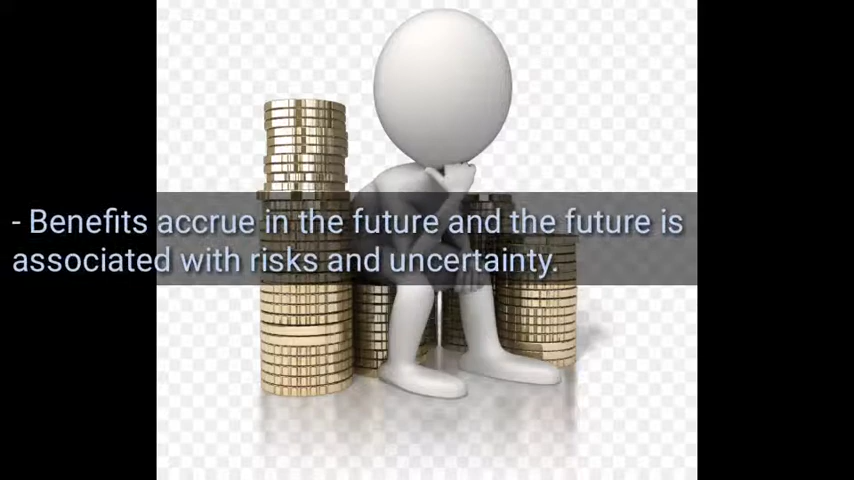 - Benefits accrue in the future and the future is
associated with risks and uncertainty.